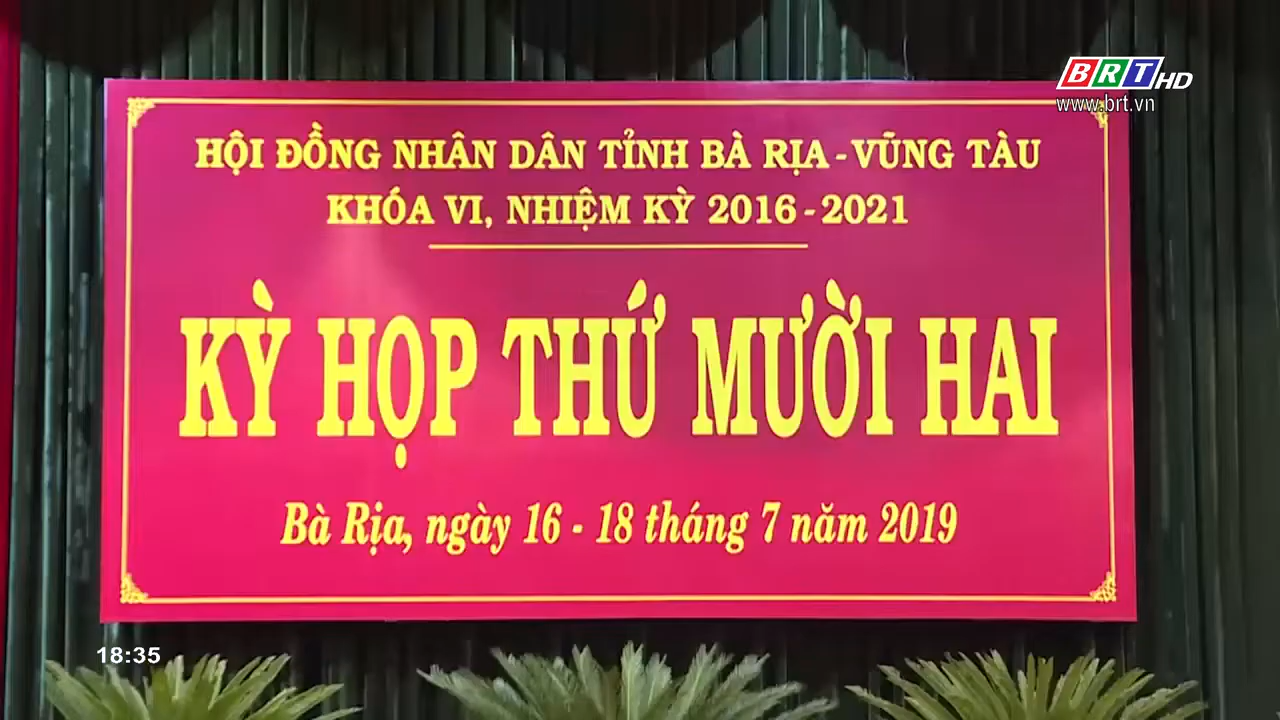 BRT HD
www.brt.vn
HỘI ĐỒNG NHÂN DÂN TỈNH BÀ RỊA - VŨNG TÀU
KHÓA VI, NHIỆM KỲ 2016 - 2021
KỲ HỌP THỨ MƯỜI HAI
Bà Rịa, ngày 16 - 18 tháng 7 năm 2019
18:35